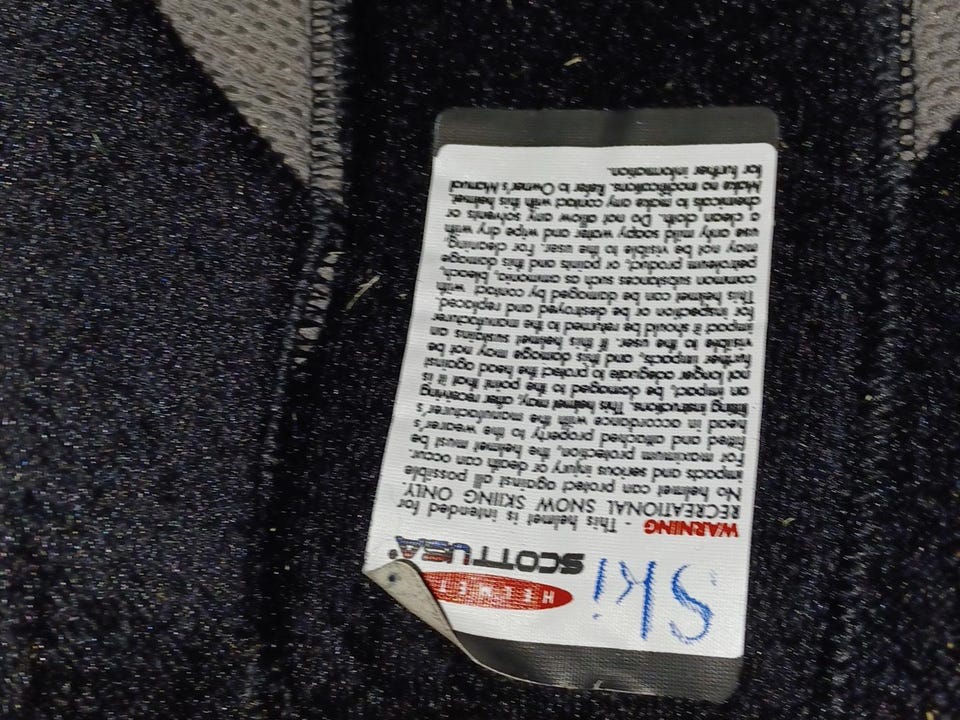 Ski
HELMET
SCOTT USA
WARNING - This helmet is intended for
RECREATIONAL SNOW SKIING ONLY.
No helmet can protect against all possible
impacts and serious injury or death can occur.
For maximum protection, the helmet must be
fitted and attached properly to the wearer's
head in accordance with the manufacturer's
fitting instructions. This helmet may, after receiving
an impact, be damaged to the point that it is
no longer adequate to protect the head against
further impacts, and this damage may not be
visible to the user. If this helmet sustains an
impact it should be returned to the manufacturer
for inspection or be destroyed and replaced.
This helmet can be damaged by contact with
common substances such as ammonia, bleach,
petroleum product, or paints and this damage
may not be visible to the user. For cleaning,
use only mild soapy water and wipe dry with
a clean cloth. Do not allow any solvents or
chemicals to make any contact with this helmet.
Make no modifications. Refer to Owner's Manual
for further information.